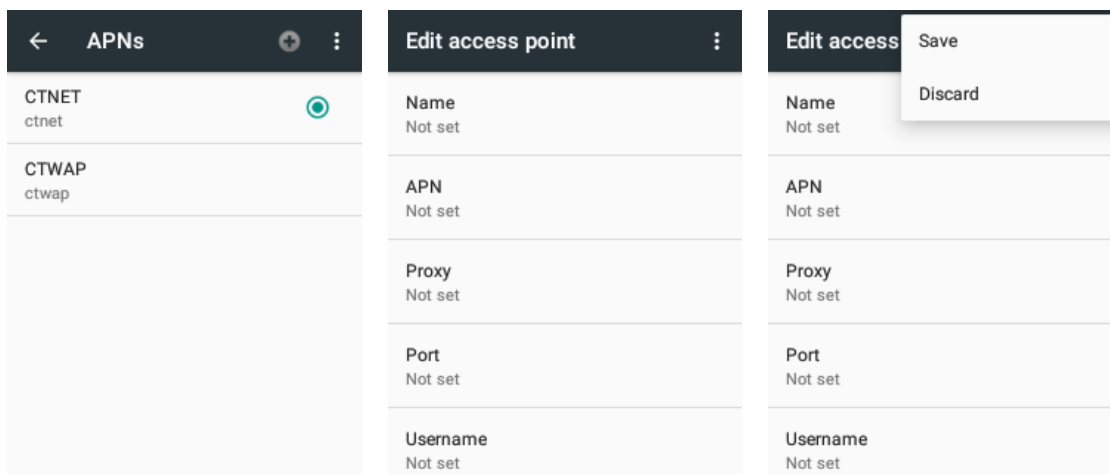 APNs
CTNET
ctnet
CTWAP
ctwap
Edit access point
Name
Not set
APN
Not set
Proxy
Not set
Port
Not set
Username
Not set
Edit access
Save
Discard
Name
Not set
APN
Not set
Proxy
Not set
Port
Not set
Username
Not set